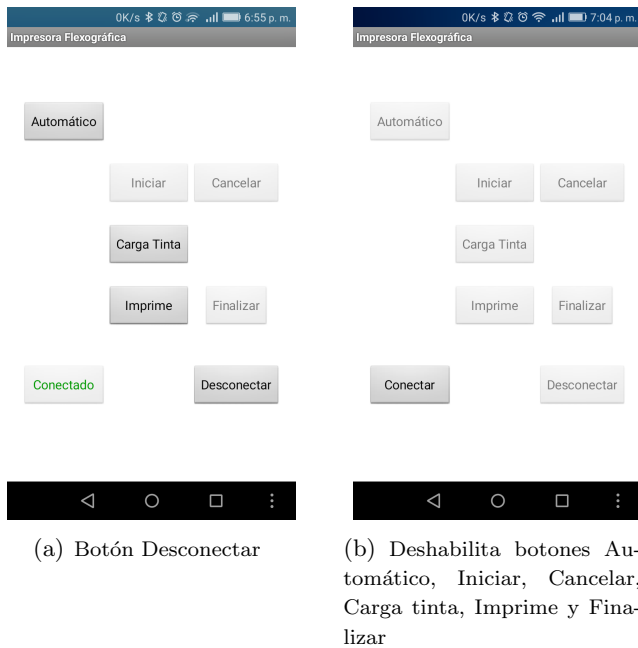 0K/s 6:55 p. m.
Impresora Flexográfica
Automático
Iniciar Cancelar
Carga Tinta
Imprime Finalizar
Conectado Desconectar
(a) Botón Desconectar
0K/s 7:04 p. m.
Impresora Flexográfica
Automático
Iniciar Cancelar
Carga Tinta
Imprime Finalizar
Conectar Desconectar
(b) Deshabilita botones Au-
tomático, Iniciar, Cancelar,
Carga tinta, Imprime y Fina-
lizar